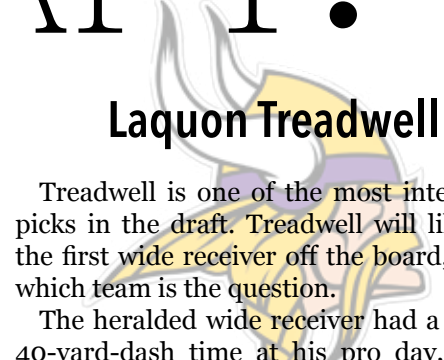 Laquon Treadwell
Treadwell is one of the most
picks in the draft. Treadwell will
the first wide receiver off the board,
which team is the question.
The heralded wide receiver had a
40-yard-dash time at his pro day.